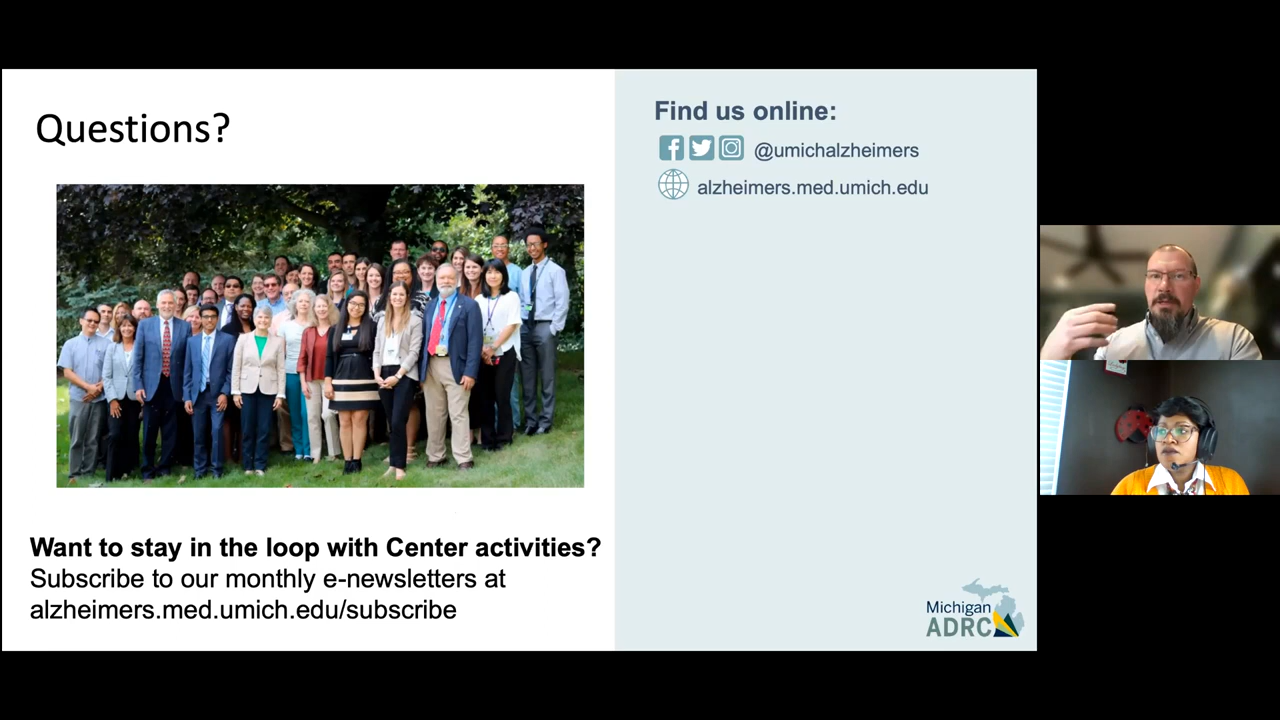 Questions?
Want to stay in the loop with Center activities?
Subscribe to our monthly e-newsletters at
alzheimers.med.umich.edu/subscribe
Find us online:
@umichalzheimers
alzheimers.med.umich.edu
Michigan
ADRC